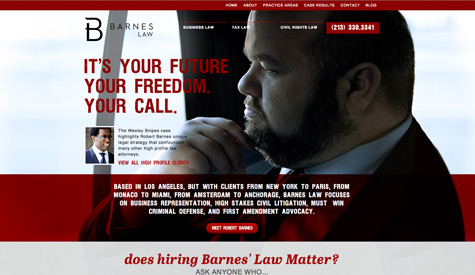 HOME ABOUT PRACTICE AREAS CASE RESULTS CONTACT BLOG
B BARNES
LAW
BUSINESS LAW TAX LAW CIVIL RIGHTS LAW (213) 330.3341
IT'S YOUR FUTURE
YOUR FREEDOM.
YOUR CALL.
The Wesley Snipes case
highlights Robert Barnes unique
legal strategy that confounded
many other high profile tax
attorneys.
VIEW ALL HIGH PROFILE CLIENTS
BASED IN LOS ANGELES, BUT WITH CLIENTS FROM NEW YORK TO PARIS, FROM
MONACO TO MIAMI, FROM AMSTERDAM TO ANCHORAGE, BARNES LAW FOCUSES
ON BUSINESS REPRESENTATION, HIGH STAKES CIVIL LITIGATION, MUST WIN
CRIMINAL DEFENSE, AND FIRST AMENDMENT ADVOCACY.
MEET ROBERT BARNES
does hiring Barnes' Law Matter?
ASK ANYONE WHO...